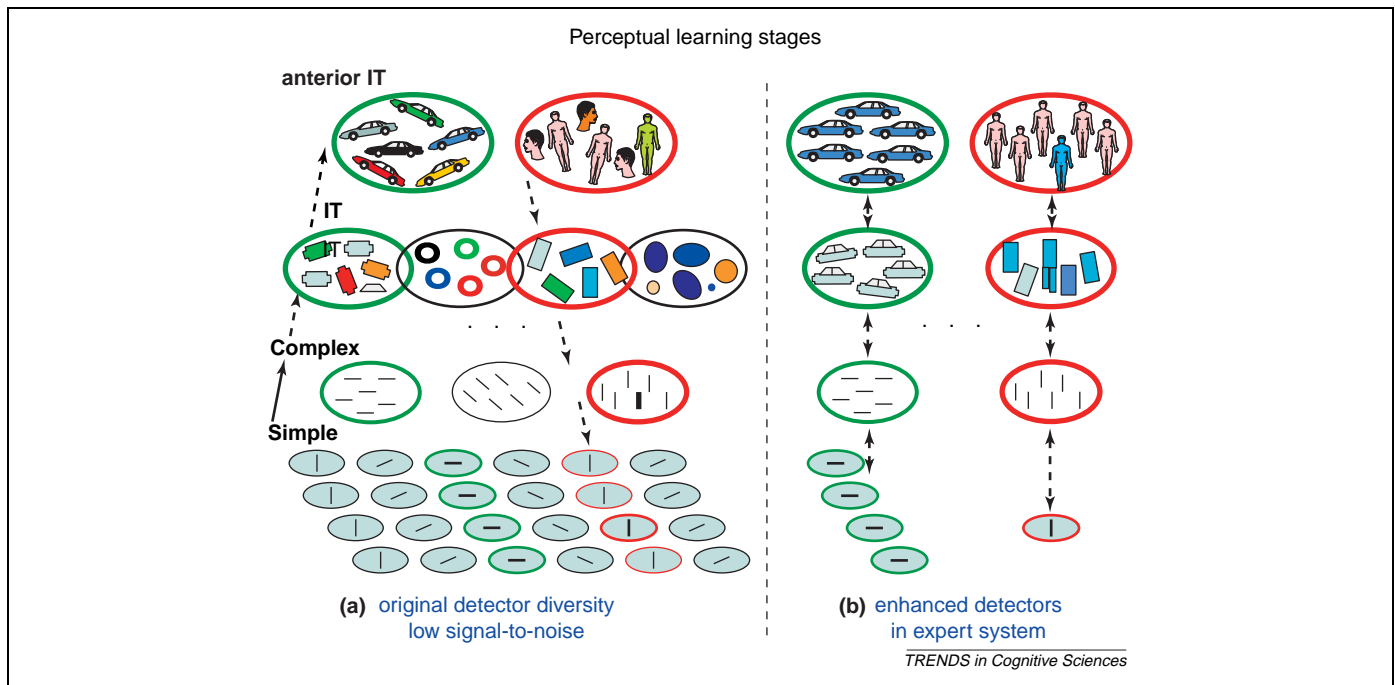 Perceptual learning stages
anterior IT
IT
IT
. . .
. . .
Complex
Simple
(a) original detector diversity
low signal-to-noise
(b) enhanced detectors
in expert system
TRENDS in Cognitive Sciences